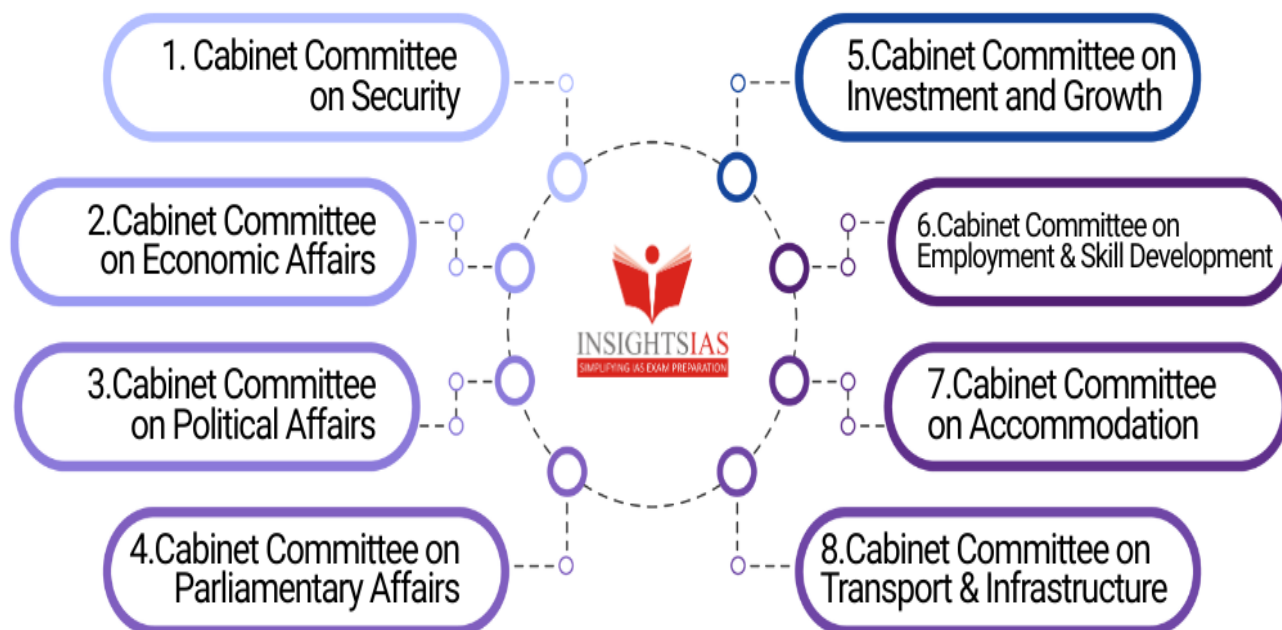 1. Cabinet Committee
on Security
2.Cabinet Committee
on Economic Affairs
3.Cabinet Committee
on Political Affairs
4.Cabinet Committee on
Parliamentary Affairs
5.Cabinet Committee on
Investment and Growth
6.Cabinet Committee on
Employment & Skill Development
7.Cabinet Committee
on Accommodation
8.Cabinet Committee on
Transport & Infrastructure
INSIGHTSIAS
SIMPLIFYING IAS EXAM PREPARATION